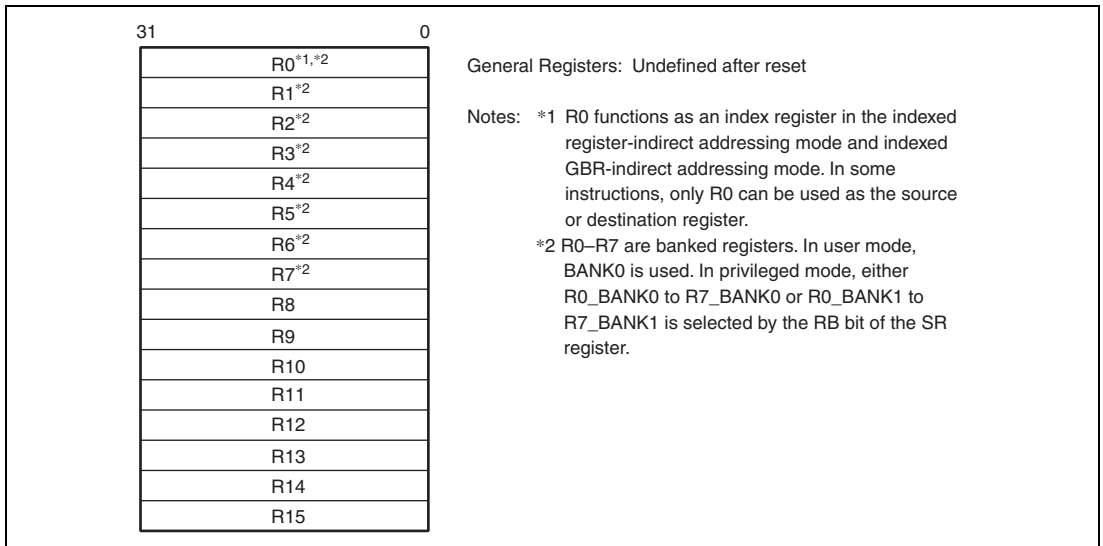 31 0
R0*1,*2
R1*2
R2*2
R3*2
R4*2
R5*2
R6*2
R7*2
R8
R9
R10
R11
R12
R13
R14
R15
General Registers: Undefined after reset
Notes: *1 R0 functions as an index register in the indexed
register-indirect addressing mode and indexed
GBR-indirect addressing mode. In some
instructions, only R0 can be used as the source
or destination register.
*2 R0–R7 are banked registers. In user mode,
BANK0 is used. In privileged mode, either
R0_BANK0 to R7_BANK0 or R0_BANK1 to
R7_BANK1 is selected by the RB bit of the SR
register.